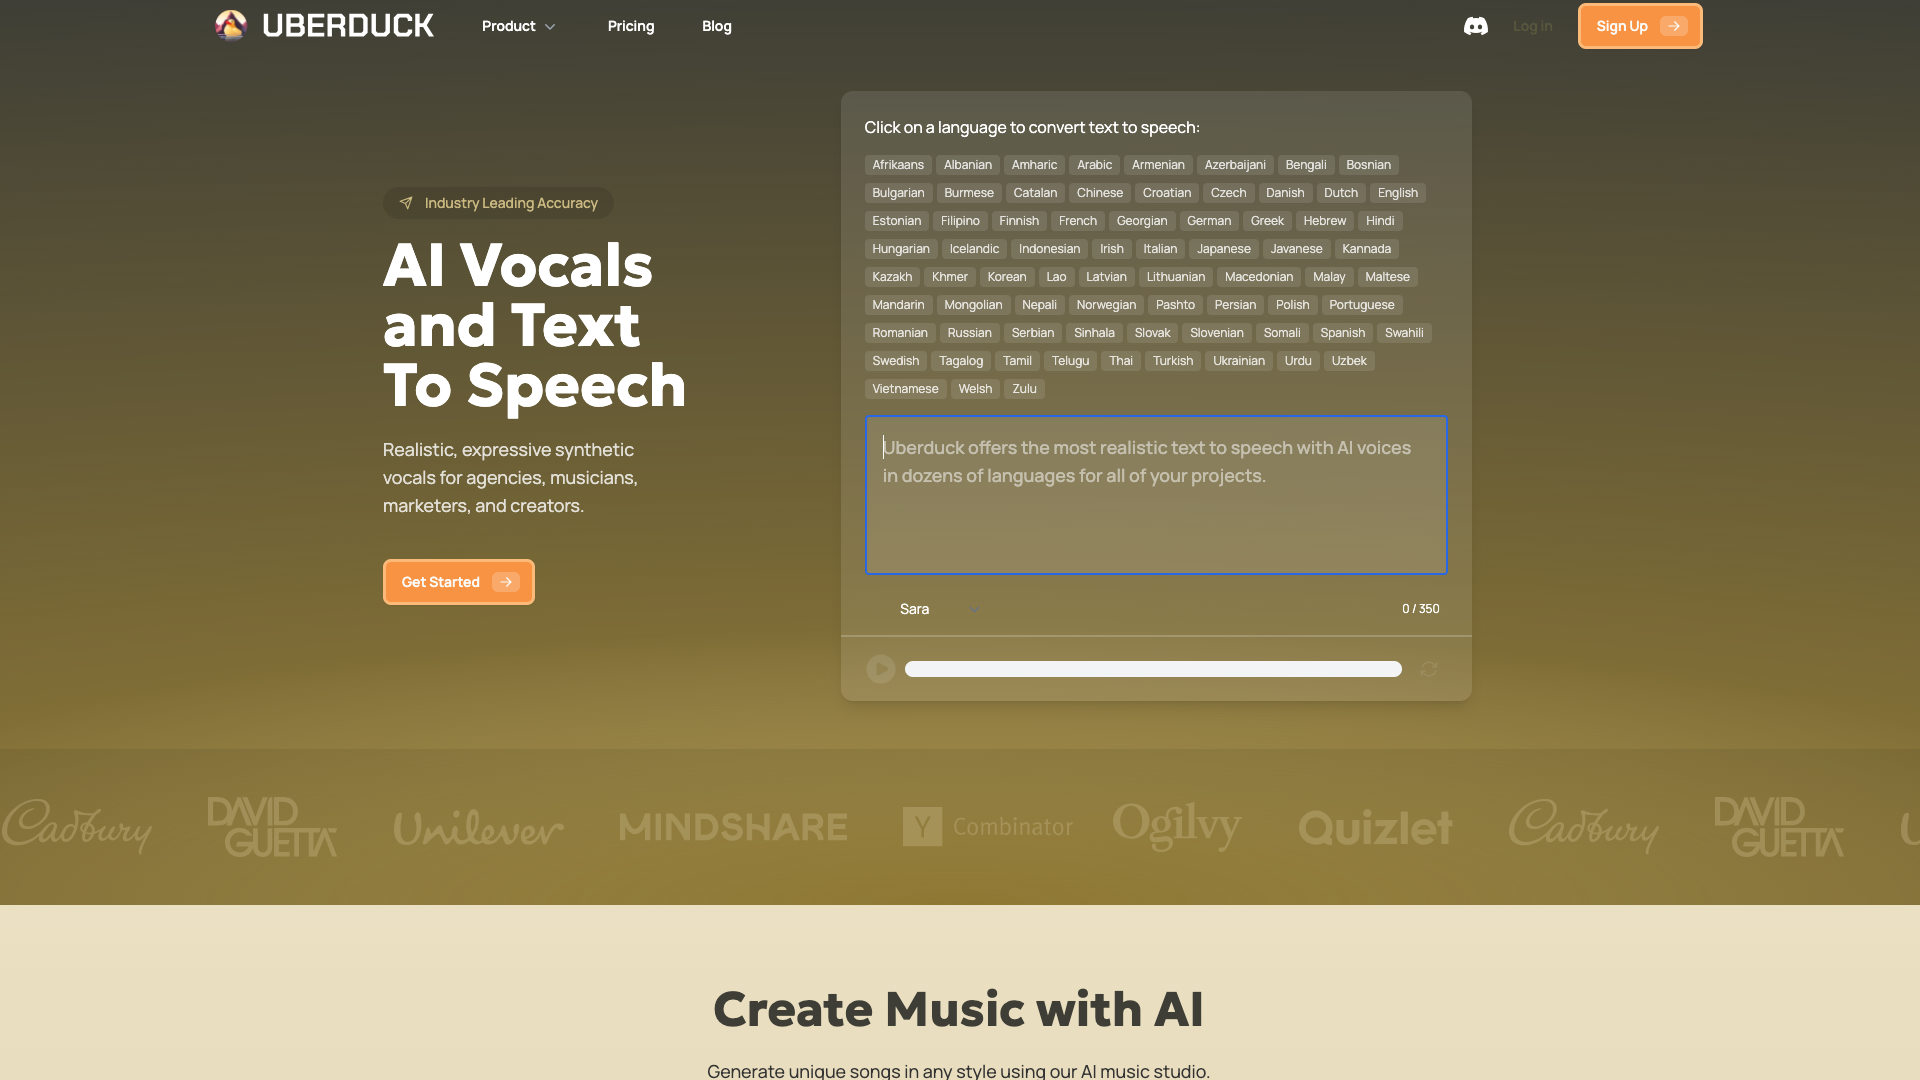 UBERDUCK
Product
Pricing
Blog
Log in
Sign Up
Industry Leading Accuracy
AI Vocals
and Text
To Speech
Realistic, expressive synthetic
vocals for agencies, musicians,
marketers, and creators.
Get Started
Click on a language to convert text to speech:
Afrikaans Albanian Amharic Arabic Armenian Azerbaijani Bengali Bosnian
Bulgarian Burmese Catalan Chinese Croatian Czech Danish Dutch English
Estonian Filipino Finnish French Georgian German Greek Hebrew Hindi
Hungarian Icelandic Indonesian Irish Italian Japanese Javanese Kannada
Kazakh Khmer Korean Lao Latvian Lithuanian Macedonian Malay Maltese
Mandarin Mongolian Nepali Norwegian Pashto Persian Polish Portuguese
Romanian Russian Serbian Sinhala Slovak Slovenian Somali Spanish Swahili
Swedish Tagalog Tamil Telugu Thai Turkish Ukrainian Urdu Uzbek
Vietnamese Welsh Zulu
Uberduck offers the most realistic text to speech with AI voices
in dozens of languages for all of your projects.
Sara
0 / 350
Cadbury
DAVID
GUETTA
Unilever
MINDSHARE
Y Combinator
Ogilvy
Quizlet
Cadbury
DAVID
GUETTA
Create Music with AI
Generate unique songs in any style using our AI music studio.